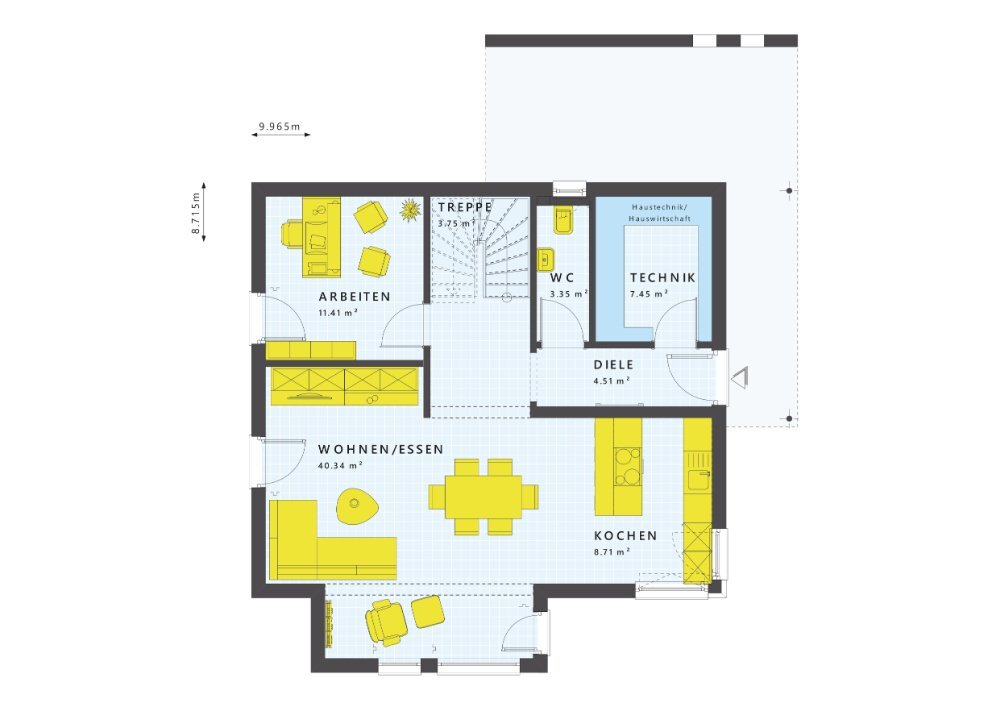 9.965m
8.715m
TREPPE
3.75 m²
Haustechnik/
Hauswirtschaft
WC
3.35 m²
TECHNIK
7.45 m²
ARBEITEN
11.41 m²
DIELE
4.51 m²
WOHNEN/ESSEN
40.34 m²
KOCHEN
8.71 m²